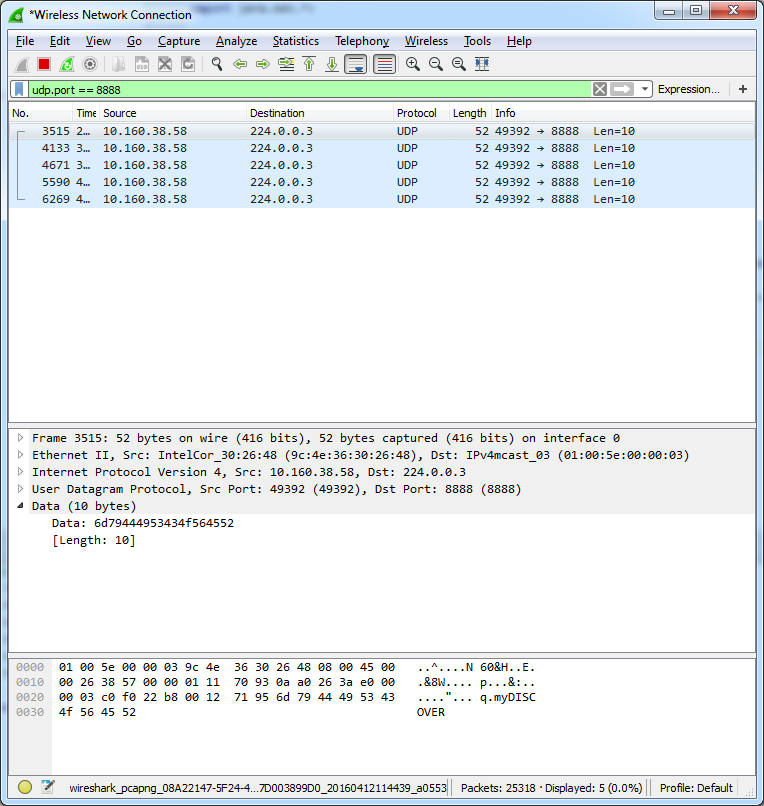 *Wireless Network Connection
File Edit View Go Capture Analyze Statistics Telephony Wireless Tools Help
udp.port == 8888 Expression... +
No. Time Source Destination Protocol Length Info
3515 2... 10.160.38.58 224.0.0.3 UDP 52 49392 → 8888 Len=10
4133 3... 10.160.38.58 224.0.0.3 UDP 52 49392 → 8888 Len=10
4671 3... 10.160.38.58 224.0.0.3 UDP 52 49392 → 8888 Len=10
5590 4... 10.160.38.58 224.0.0.3 UDP 52 49392 → 8888 Len=10
6269 4... 10.160.38.58 224.0.0.3 UDP 52 49392 → 8888 Len=10
Frame 3515: 52 bytes on wire (416 bits), 52 bytes captured (416 bits) on interface 0
Ethernet II, Src: IntelCor_30:26:48 (9c:4e:36:30:26:48), Dst: IPv4mcast_03 (01:00:5e:00:00:03)
Internet Protocol Version 4, Src: 10.160.38.58, Dst: 224.0.0.3
User Datagram Protocol, Src Port: 49392 (49392), Dst Port: 8888 (8888)
Data (10 bytes)
Data: 6d79444953434f564552
[Length: 10]
0000 01 00 5e 00 00 03 9c 4e 36 30 26 48 08 00 45 00 ..^....N 60&H..E.
0010 00 26 38 57 00 00 01 11 70 93 0a a0 26 3a e0 00 .&8W.... p...&:..
0020 00 03 c0 f0 22 b8 00 12 71 95 6d 79 44 49 53 43 ...."... q.myDISC
0030 4f 56 45 52 OVER
wireshark_pcapng_08A22147-5F24-4...7D003899D0_20160412114439_a0553 Packets: 25318 · Displayed: 5 (0.0%) Profile: Default